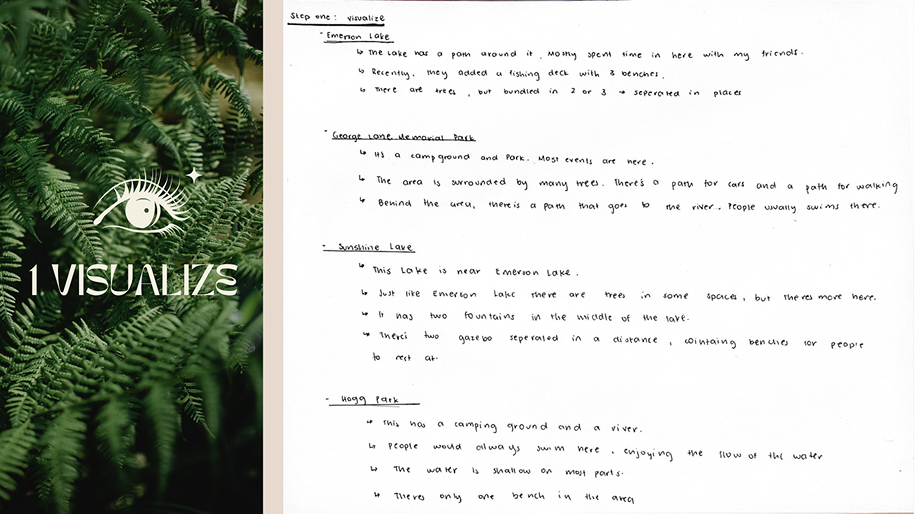 1 VISUALIZE
Step one: visualize
- Emerson Lake
↳ The Lake has a path around it. Mostly spent time in here with my friends.
↳ Recently, they added a fishing deck with 3 benches.
↳ There are trees, but bundled in 2 or 3 → seperated in places
- George Lane Memorial Park
↳ It's a campground and park. Most events are here.
↳ The area is surrounded by many trees. There's a path for cars and a path for walking
↳ Behind the area, there is a path that goes to the river. People usually swims there.
- Sunshine Lake
↳ This Lake is near Emerson Lake.
↳ Just like Emerson Lake there are trees in some spaces, but theres more here.
↳ It has two fountains in the middle of the lake.
↳ There's two gazebo seperated in a distance, containing benches for people
to rest at.
- Hogg Park
↳ This has a camping ground and a river.
↳ People would always swim here, enjoying the flow of the water
↳ The water is shallow on most parts.
↳ Theres only one bench in the area